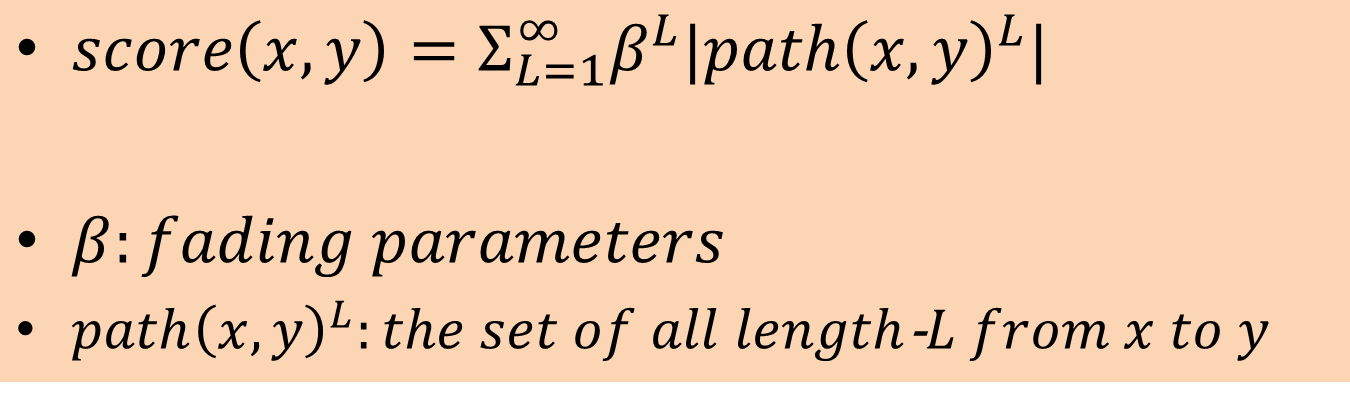 • score(x, y) = Σ_{L=1}^{∞} β^L |path(x, y)^L|
• β: fading parameters
• path(x, y)^L: the set of all length-L from x to y